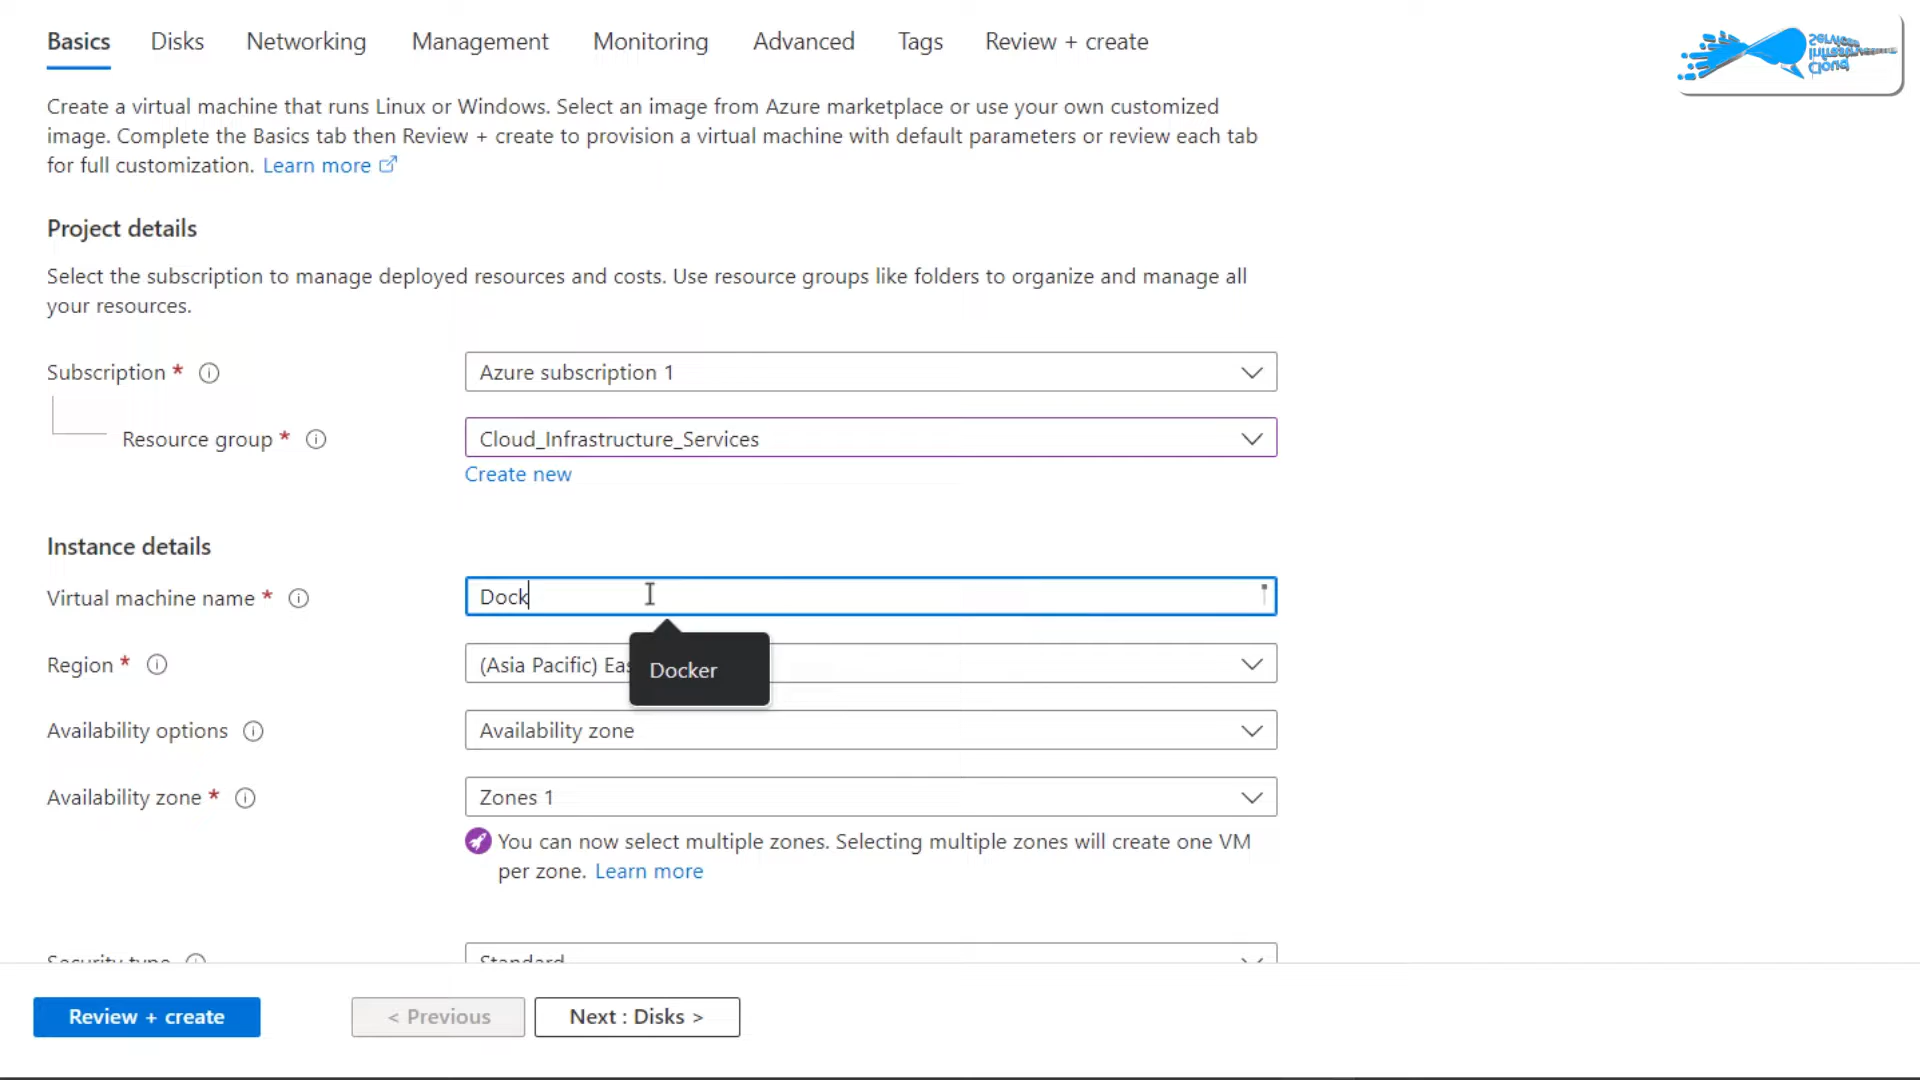 Basics Disks Networking Management Monitoring Advanced Tags Review + create
Create a virtual machine that runs Linux or Windows. Select an image from Azure marketplace or use your own customized
image. Complete the Basics tab then Review + create to provision a virtual machine with default parameters or review each tab
for full customization. Learn more
Project details
Select the subscription to manage deployed resources and costs. Use resource groups like folders to organize and manage all
your resources.
Subscription * Azure subscription 1
Resource group * Cloud_Infrastructure_Services
Create new
Instance details
Virtual machine name * Dock
Docker
Region * (Asia Pacific) Eas
Availability options Availability zone
Availability zone * Zones 1
You can now select multiple zones. Selecting multiple zones will create one VM
per zone. Learn more
Security type Standard
Review + create < Previous Next : Disks >
Services
Infrastructure
Cloud